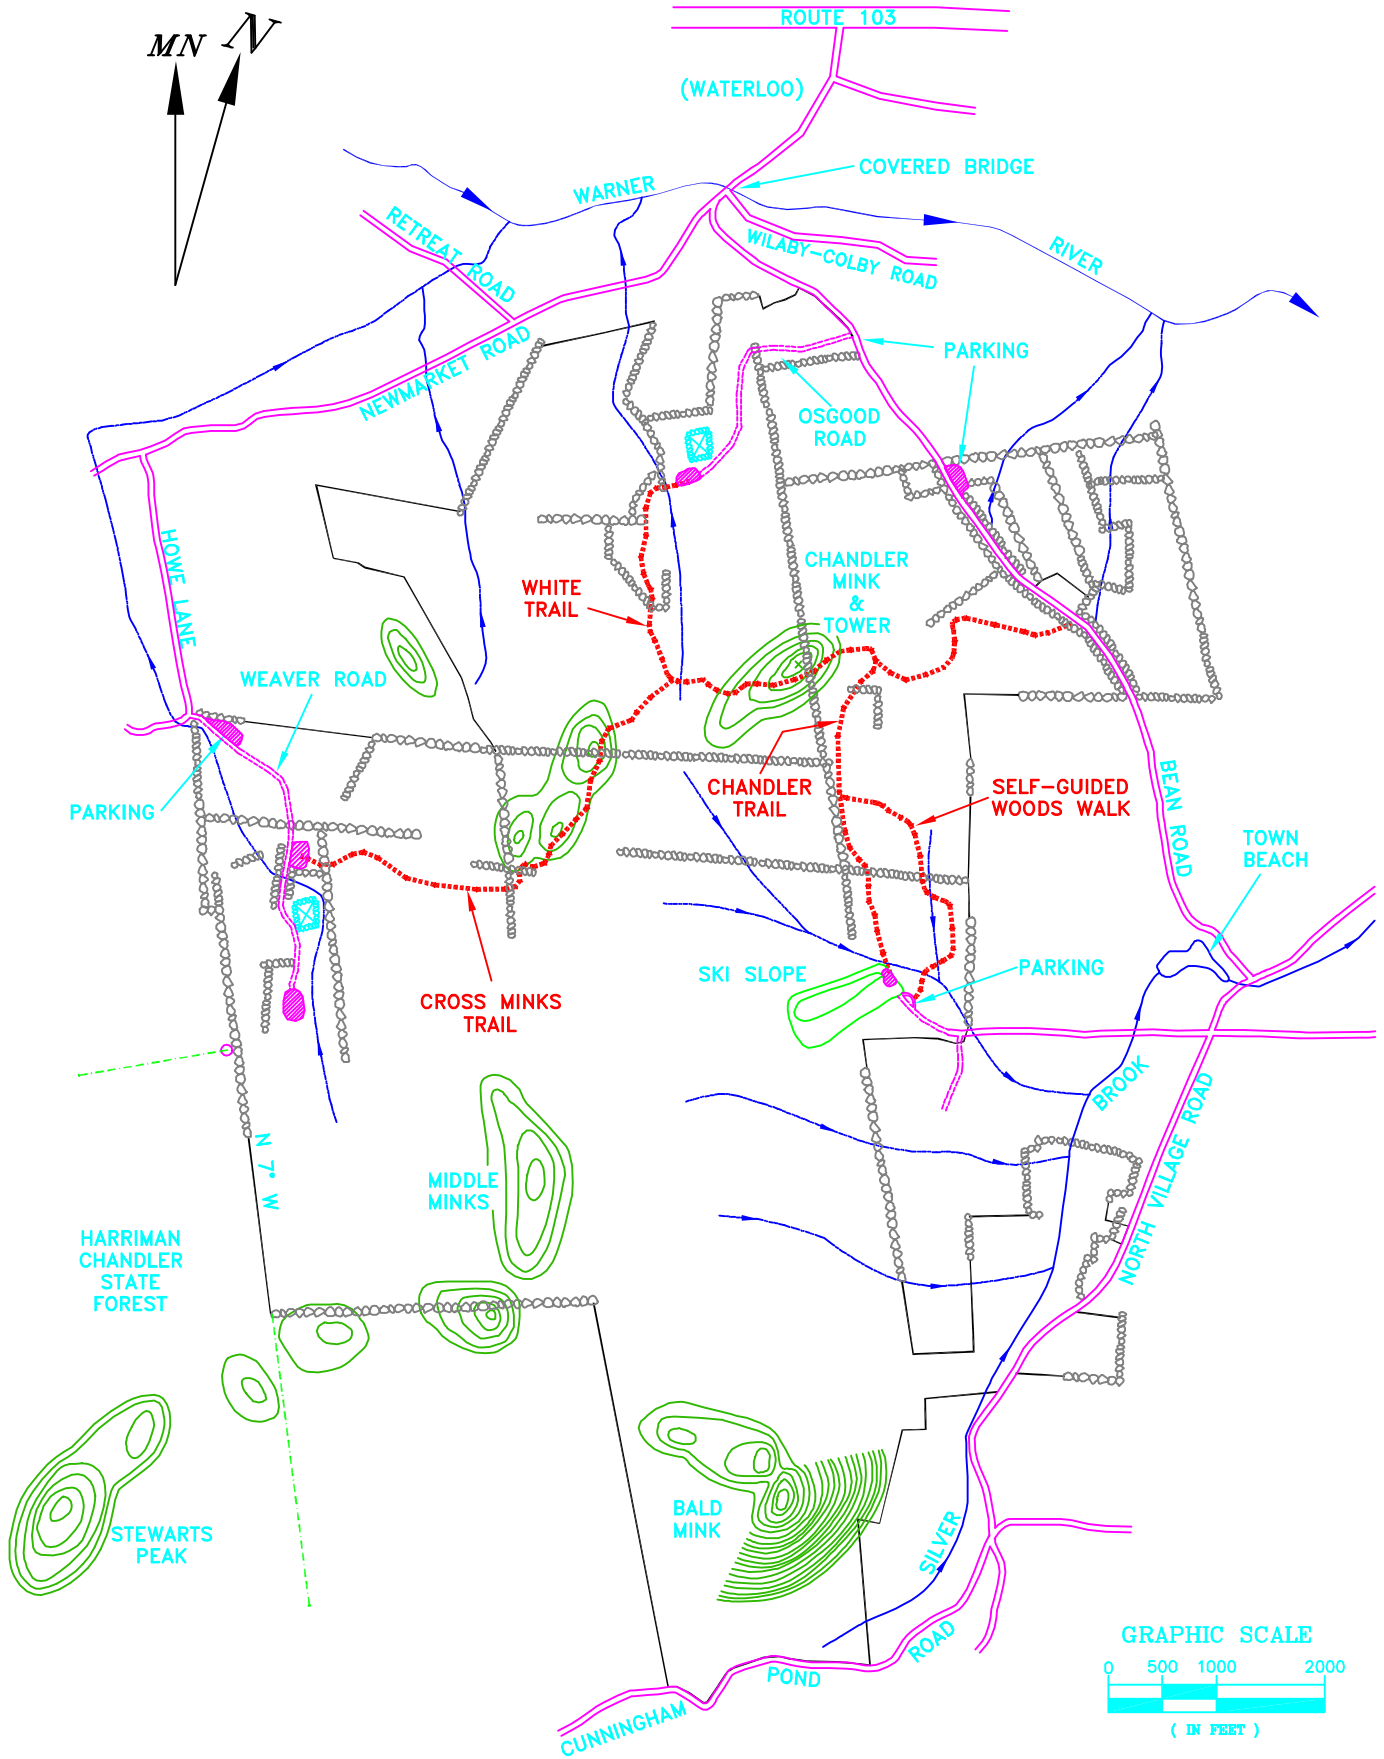 ROUTE 103
MN N
(WATERLOO)
COVERED BRIDGE
WARNER
RETREAT ROAD
WILABY-COLBY ROAD
RIVER
NEWMARKET ROAD
PARKING
OSGOOD
ROAD
HOWE LANE
CHANDLER
MINK
&
TOWER
WHITE
TRAIL
WEAVER ROAD
PARKING
CHANDLER
TRAIL
SELF-GUIDED
WOODS WALK
BEAN ROAD
TOWN
BEACH
SKI SLOPE
PARKING
CROSS MINKS
TRAIL
BROOK
NORTH VILLAGE ROAD
N 7° W
MIDDLE
MINKS
HARRIMAN
CHANDLER
STATE
FOREST
STEWARTS
PEAK
BALD
MINK
SILVER
CUNNINGHAM
POND
ROAD
GRAPHIC SCALE
0 500 1000 2000
( IN FEET )